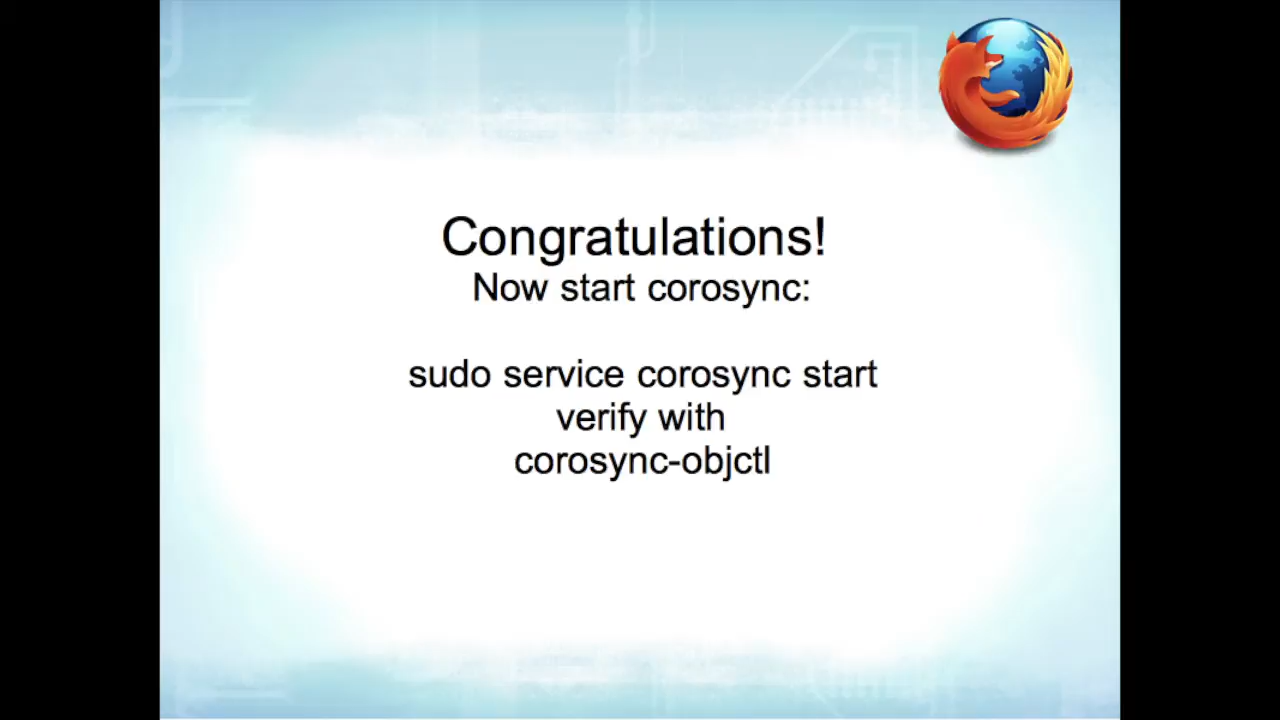 Congratulations!
Now start corosync:
sudo service corosync start
verify with
corosync-objctl